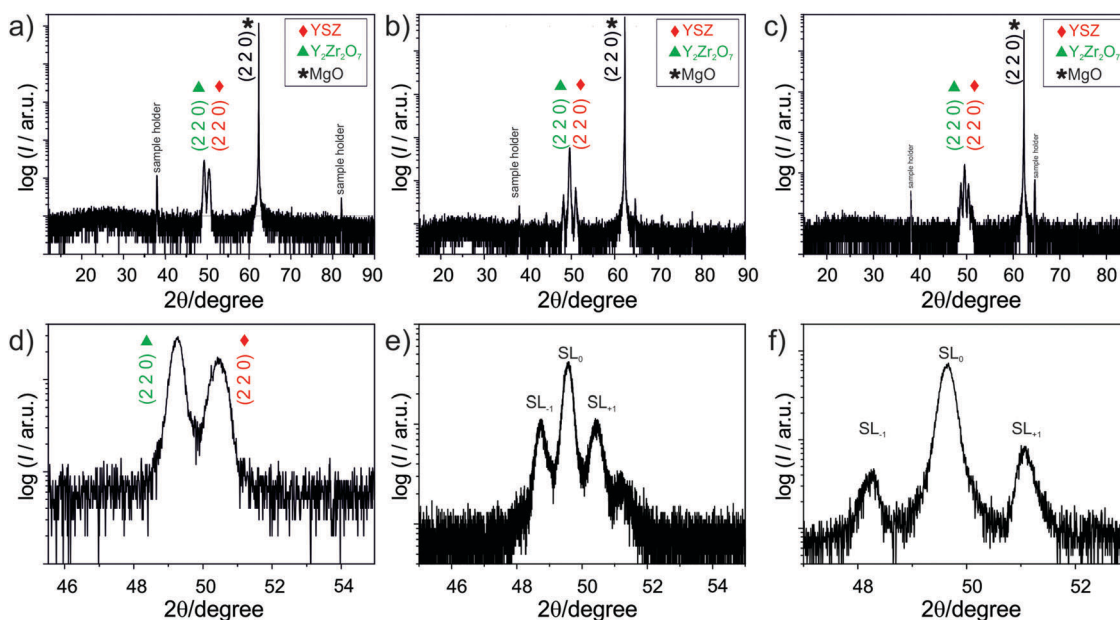 a)
log (I / ar.u.)
sample holder
(2 2 0)
(2 2 0)
(2 2 0)*
sample holder
♦ YSZ
▲ Y₂Zr₂O₇
* MgO
20 30 40 50 60 70 80 90
2θ/degree
b)
log (I / ar.u.)
sample holder
(2 2 0)
(2 2 0)
(2 2 0)*
♦ YSZ
▲ Y₂Zr₂O₇
* MgO
20 30 40 50 60 70 80 90
2θ/degree
c)
log (I / ar.u.)
sample holder
(2 2 0)
(2 2 0)
(2 2 0)*
sample holder
♦ YSZ
▲ Y₂Zr₂O₇
* MgO
20 30 40 50 60 70 80
2θ/degree
d)
log (I / ar.u.)
(2 2 0)
(2 2 0)
46 48 50 52 54
2θ/degree
e)
log (I / ar.u.)
SL₋₁
SL₀
SL₊₁
46 48 50 52 54
2θ/degree
f)
log (I / ar.u.)
SL₋₁
SL₀
SL₊₁
48 50 52
2θ/degree